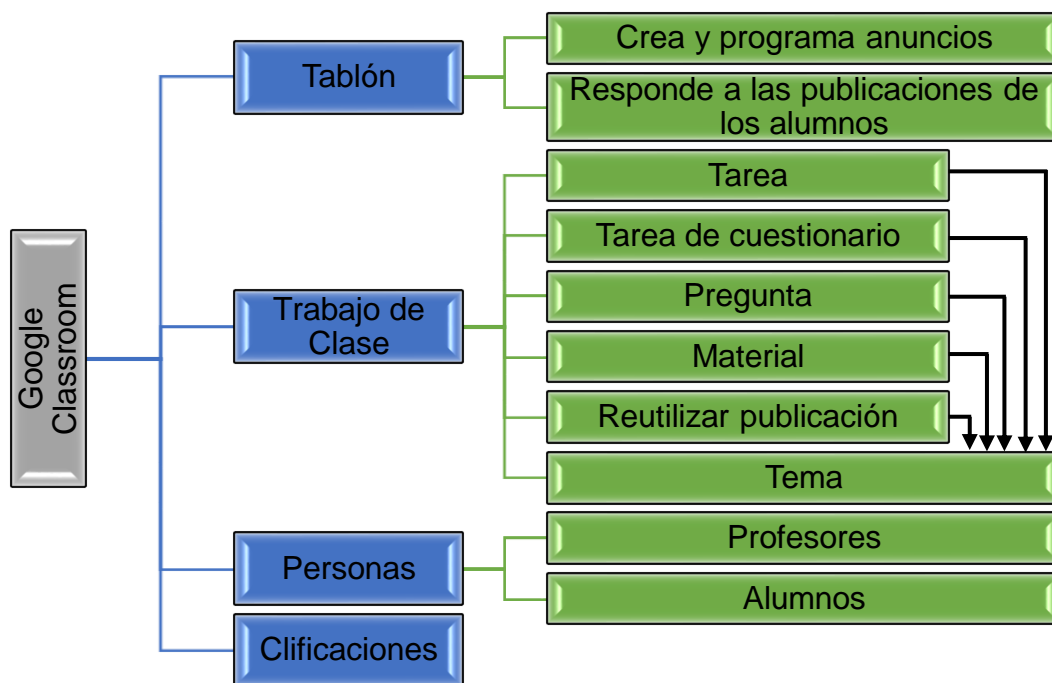 Google
Classroom
Tablón
Crea y programa anuncios
Responde a las publicaciones de
los alumnos
Trabajo de
Clase
Tarea
Tarea de cuestionario
Pregunta
Material
Reutilizar publicación
Tema
Personas
Profesores
Alumnos
Clificaciones